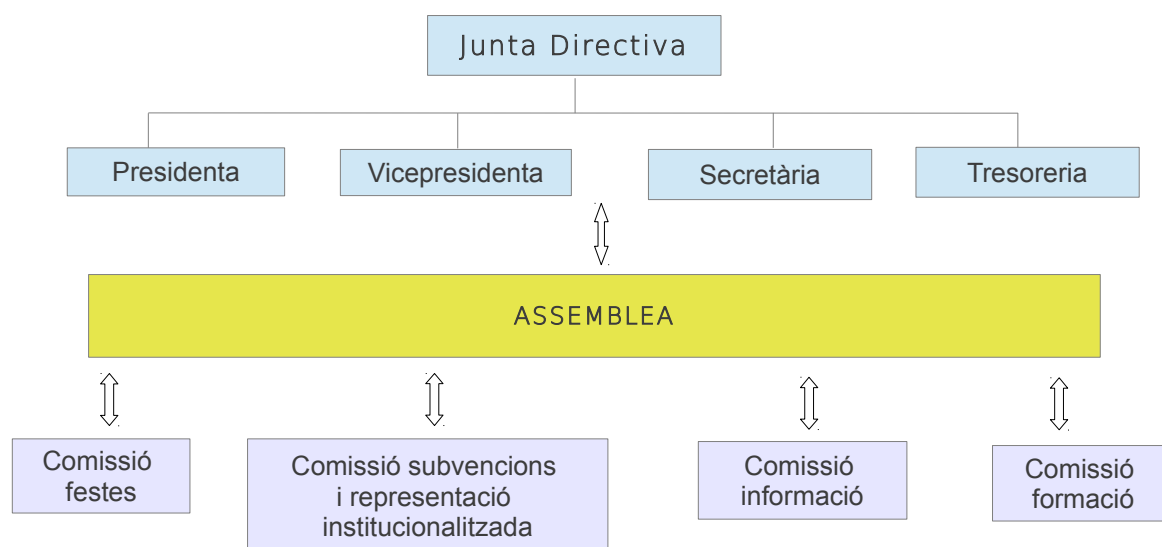 Junta Directiva
Presidenta
Vicepresidenta
Secretària
Tresoreria
ASSEMBLEA
Comissió
festes
Comissió subvencions
i representació
institucionalitzada
Comissió
informació
Comissió
formació